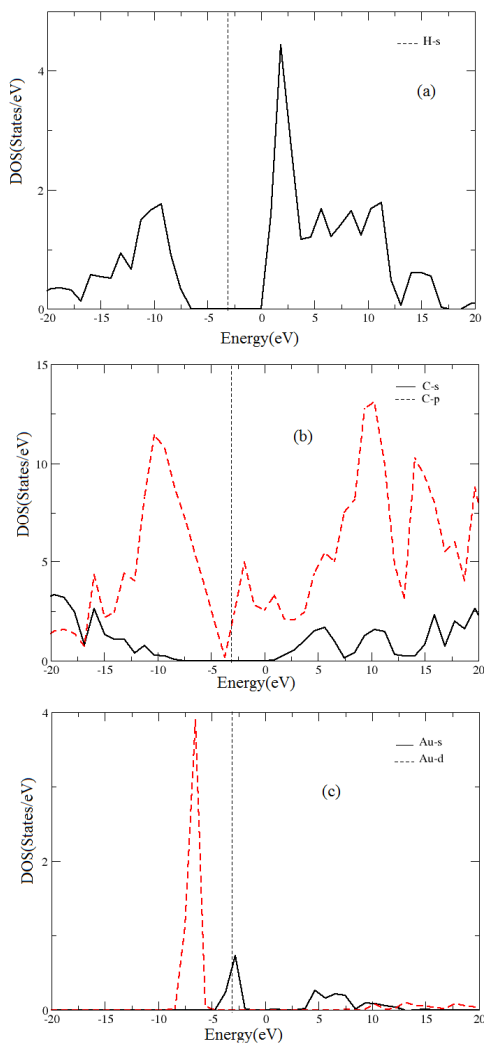 H-s
(a)
4
2
0
DOS(States/eV)
-20 -15 -10 -5 0 5 10 15 20
Energy(eV)
C-s
C-p
(b)
15
10
5
0
DOS(States/eV)
-20 -15 -10 -5 0 5 10 15 20
Energy(eV)
Au-s
Au-d
(c)
4
2
0
DOS(States/eV)
-20 -15 -10 -5 0 5 10 15 20
Energy(eV)